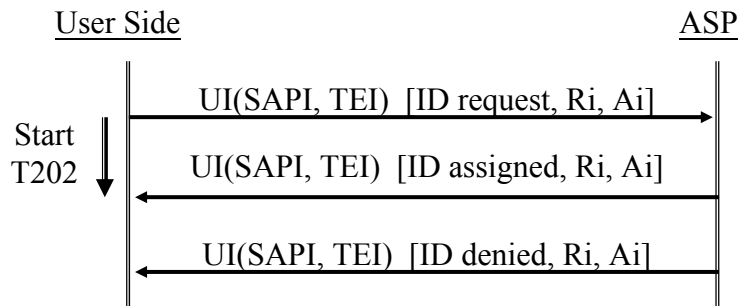 User Side
ASP
UI(SAPI, TEI) [ID request, Ri, Ai]
Start
T202
UI(SAPI, TEI) [ID assigned, Ri, Ai]
UI(SAPI, TEI) [ID denied, Ri, Ai]